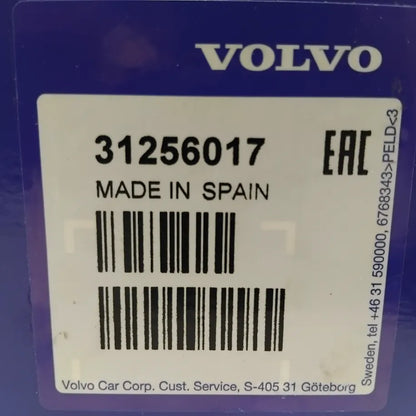 VOLVO
31256017
EAC
MADE IN SPAIN
Volvo Car Corp. Cust. Service, S-405 31 Göteborg
Sweden, tel +46 31 590000, 6768343>PELD<3